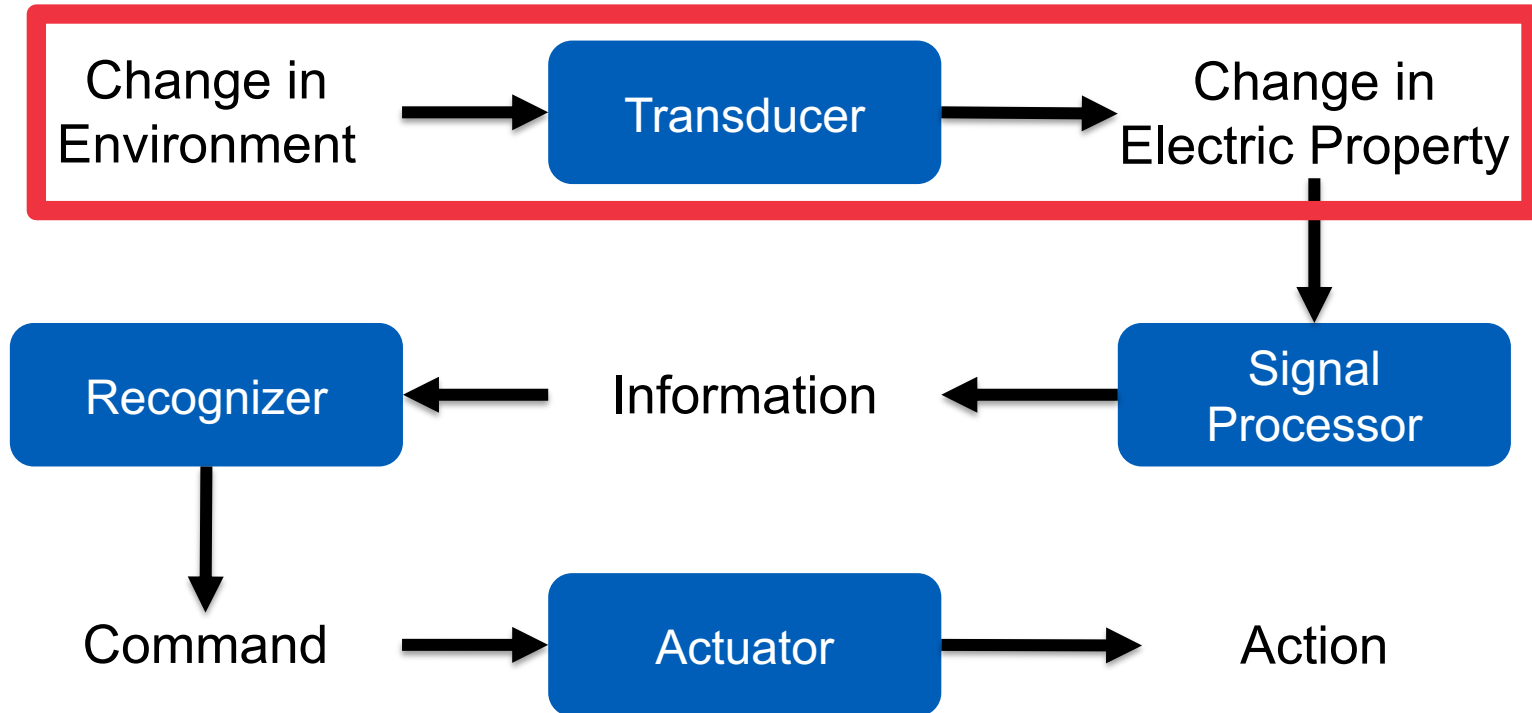 Change in
Environment
Transducer
Change in
Electric Property
Signal
Processor
Information
Recognizer
Command
Actuator
Action